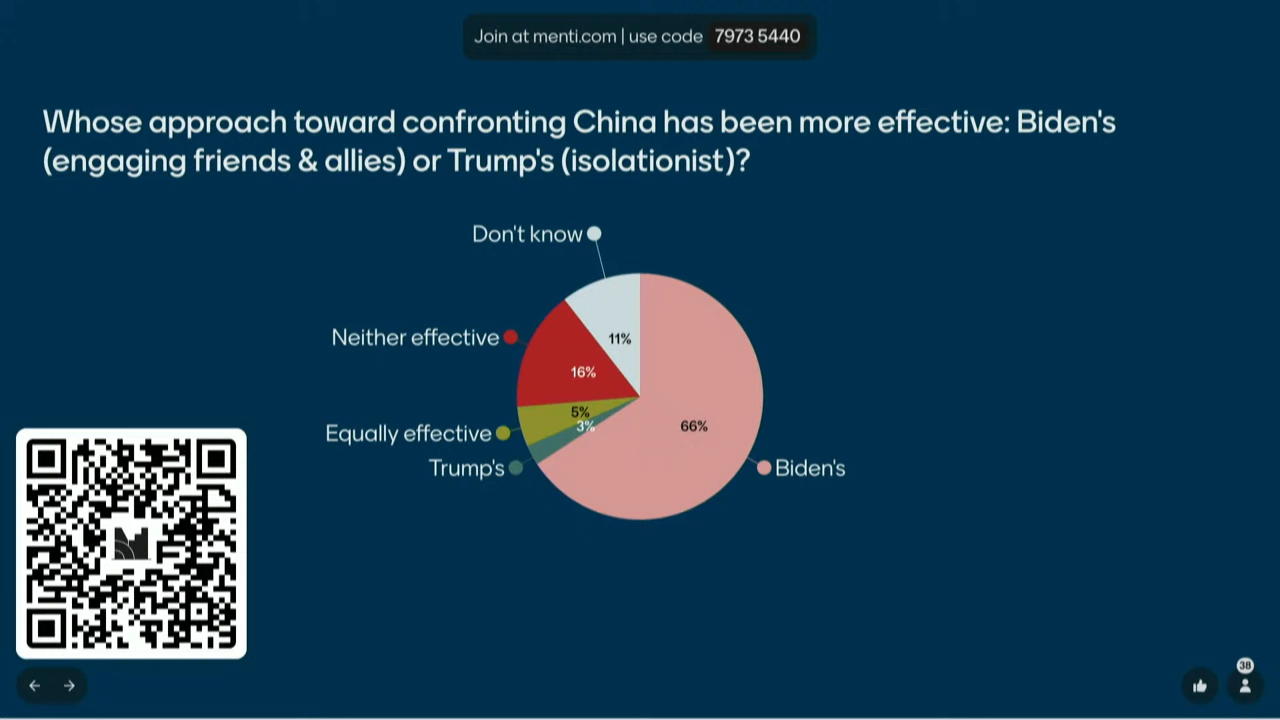 Join at menti.com | use code 7973 5440
Whose approach toward confronting China has been more effective: Biden's
(engaging friends & allies) or Trump's (isolationist)?
Don't know
11%
Neither effective
16%
5%
3%
66%
Equally effective
Trump's
Biden's
38